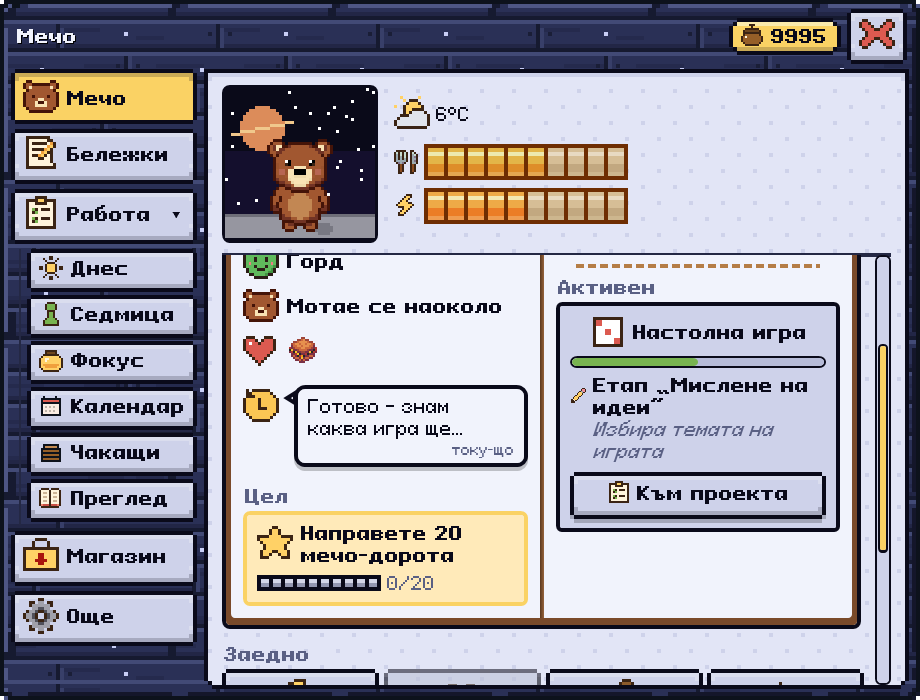 Мечо
9995
Мечо
Бележки
Работа
Днес
Седмица
Фокус
Календар
Чакащи
Преглед
Магазин
Още
6°C
Горд
Мотае се наоколо
Готово – знам
каква игра ще...
току-що
Цел
Направете 20
мечо-дорота
0/20
Активен
Настолна игра
Етап „Мислене на
идеи“
Избира темата на
играта
Към проекта
Заедно